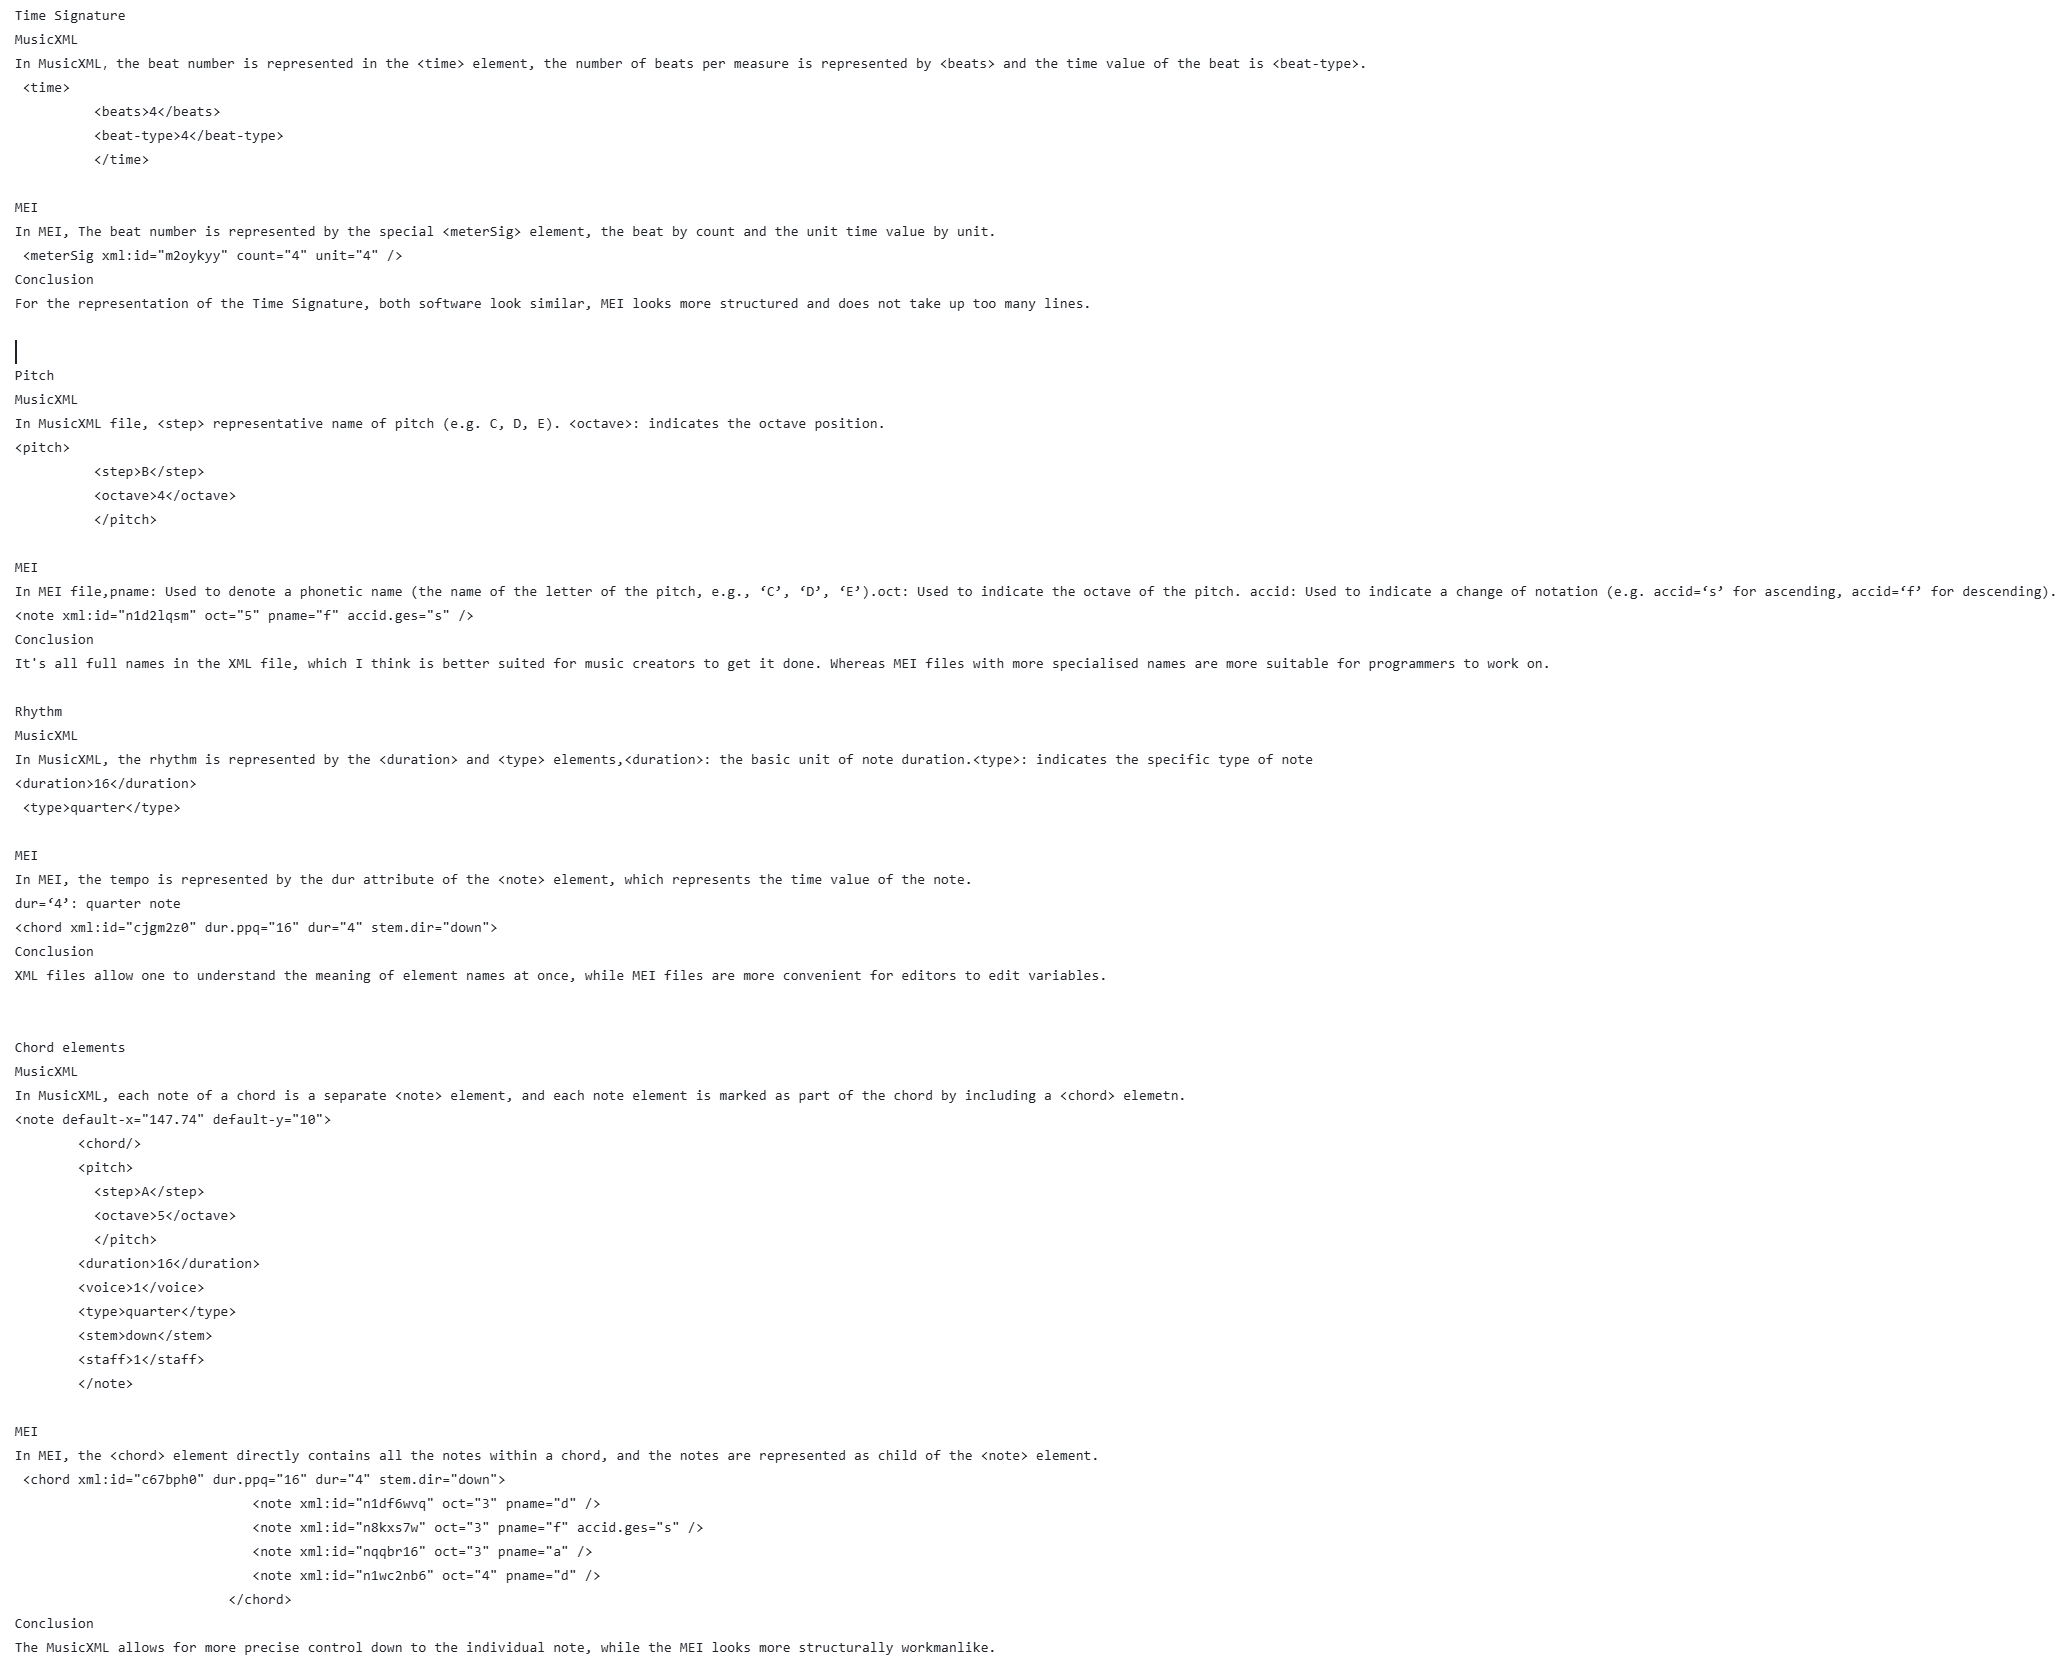 Time Signature
MusicXML
In MusicXML, the beat number is represented in the <time> element, the number of beats per measure is represented by <beats> and the time value of the beat is <beat-type>.
<time>
<beats>4</beats>
<beat-type>4</beat-type>
</time>
MEI
In MEI, The beat number is represented by the special <meterSig> element, the beat by count and the unit time value by unit.
<meterSig xml:id="m2oykyy" count="4" unit="4" />
Conclusion
For the representation of the Time Signature, both software look similar, MEI looks more structured and does not take up too many lines.
Pitch
MusicXML
In MusicXML file, <step> representative name of pitch (e.g. C, D, E). <octave>: indicates the octave position.
<pitch>
<step>B</step>
<octave>4</octave>
</pitch>
MEI
In MEI file,pname: Used to denote a phonetic name (the name of the letter of the pitch, e.g., ‘C’, ‘D’, ‘E’).oct: Used to indicate the octave of the pitch. accid: Used to indicate a change of notation (e.g. accid=‘s’ for ascending, accid=‘f’ for descending).
<note xml:id="n1d2lqsm" oct="5" pname="f" accid.ges="s" />
Conclusion
It's all full names in the XML file, which I think is better suited for music creators to get it done. Whereas MEI files with more specialised names are more suitable for programmers to work on.
Rhythm
MusicXML
In MusicXML, the rhythm is represented by the <duration> and <type> elements,<duration>: the basic unit of note duration.<type>: indicates the specific type of note
<duration>16</duration>
<type>quarter</type>
MEI
In MEI, the tempo is represented by the dur attribute of the <note> element, which represents the time value of the note.
dur=‘4’: quarter note
<chord xml:id="cjgm2z0" dur.ppq="16" dur="4" stem.dir="down">
Conclusion
XML files allow one to understand the meaning of element names at once, while MEI files are more convenient for editors to edit variables.
Chord elements
MusicXML
In MusicXML, each note of a chord is a separate <note> element, and each note element is marked as part of the chord by including a <chord> elemetn.
<note default-x="147.74" default-y="10">
<chord/>
<pitch>
<step>A</step>
<octave>5</octave>
</pitch>
<duration>16</duration>
<voice>1</voice>
<type>quarter</type>
<stem>down</stem>
<staff>1</staff>
</note>
MEI
In MEI, the <chord> element directly contains all the notes within a chord, and the notes are represented as child of the <note> element.
<chord xml:id="c67bph0" dur.ppq="16" dur="4" stem.dir="down">
<note xml:id="n1df6wvq" oct="3" pname="d" />
<note xml:id="n8kxs7w" oct="3" pname="f" accid.ges="s" />
<note xml:id="nqqbr16" oct="3" pname="a" />
<note xml:id="n1wc2nb6" oct="4" pname="d" />
</chord>
Conclusion
The MusicXML allows for more precise control down to the individual note, while the MEI looks more structurally workmanlike.